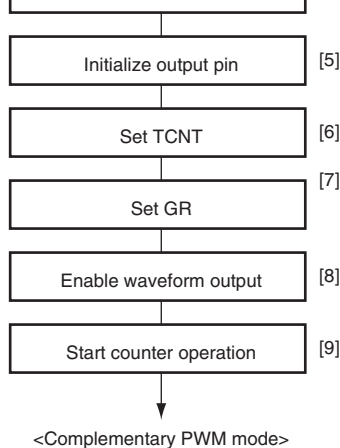 Initialize output pin [5]
Set TCNT [6]
[7]
Set GR
Enable waveform output [8]
Start counter operation [9]
<Complementary PWM mode>